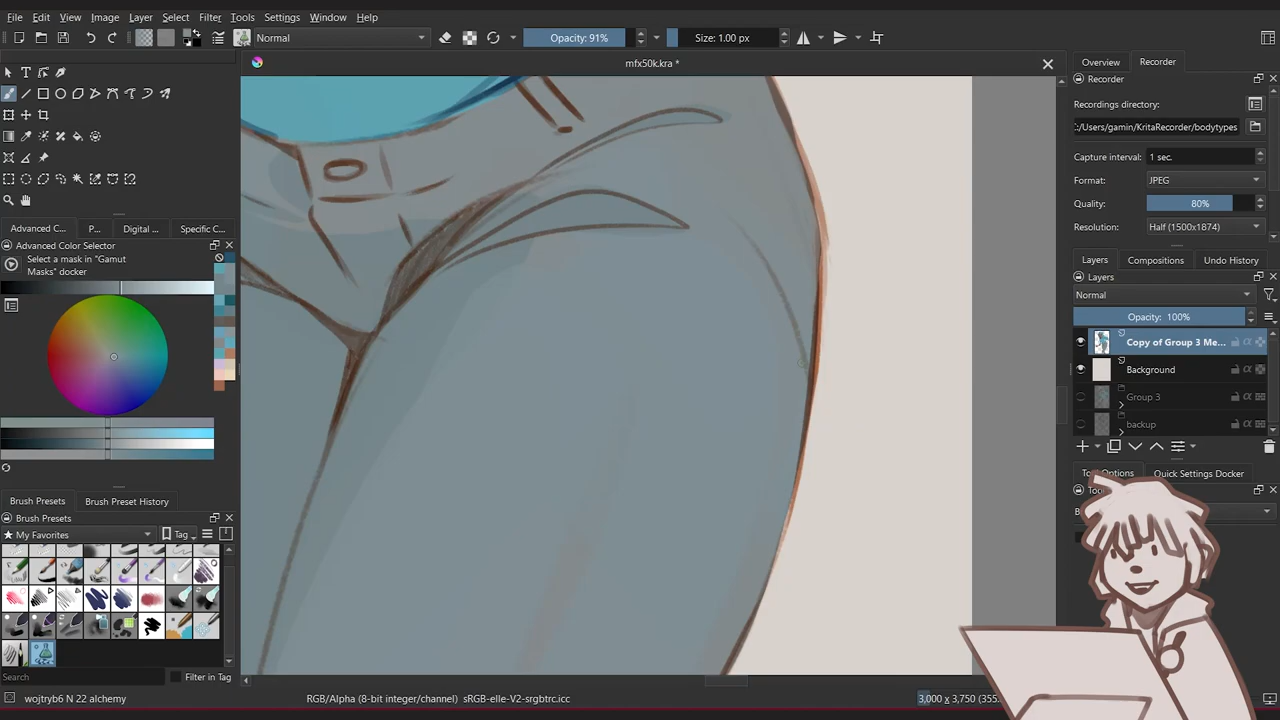 File Edit View Image Layer Select Filter Tools Settings Window Help
Normal Opacity: 91% Size: 1.00 px
mfx50k.kra *
Overview Recorder
Recorder
Recordings directory:
:/Users/gamin/KritaRecorder/bodytypes
Capture interval: 1 sec.
Format: JPEG
Quality: 80%
Resolution: Half (1500x1874)
Advanced C... P... Digital ... Specific C...
Advanced Color Selector
Select a mask in "Gamut
Masks" docker
Layers Compositions Undo History
Layers
Normal
Opacity: 100%
Copy of Group 3 Me...
Background
Group 3
backup
Quick Settings Docker
Brush Presets Brush Preset History
Brush Presets
My Favorites Tag
Search Filter in Tag
wojtryb6 N 22 alchemy RGB/Alpha (8-bit integer/channel) sRGB-elle-V2-srgbtrc.icc 3,000 x 3,750 (355.